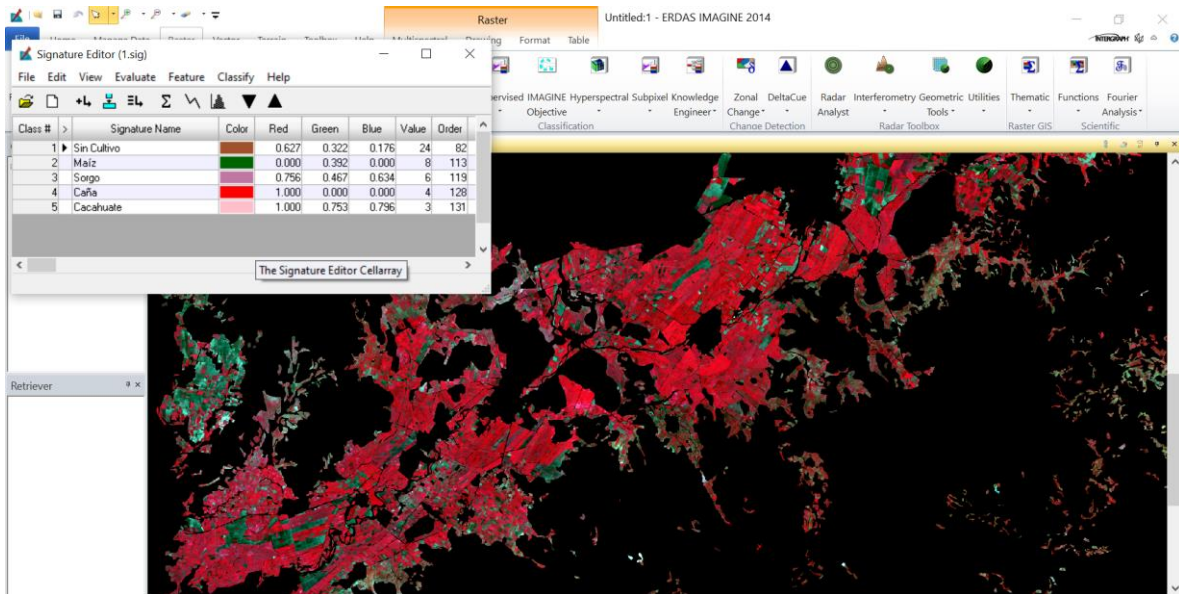 Raster
Untitled:1 - ERDAS IMAGINE 2014
File
Help
Drawing Format Table
INTERGRAPH
Signature Editor (1.sig)
File Edit View Evaluate Feature Classify Help
Class # > Signature Name Color Red Green Blue Value Order
1 Sin Cultivo 0.627 0.322 0.176 24 82
2 Maíz 0.000 0.392 0.000 8 113
3 Sorgo 0.756 0.467 0.634 6 119
4 Caña 1.000 0.000 0.000 4 128
5 Cacahuate 1.000 0.753 0.796 3 131
The Signature Editor Cellarray
IMAGINE Hyperspectral Subpixel Knowledge Zonal DeltaCue Radar Interferometry Geometric Utilities Thematic Functions Fourier
Objective Engineer Change Analyst Tools Analysis
Classification Change Detection Radar Toolbox Raster GIS Scientific
Retriever